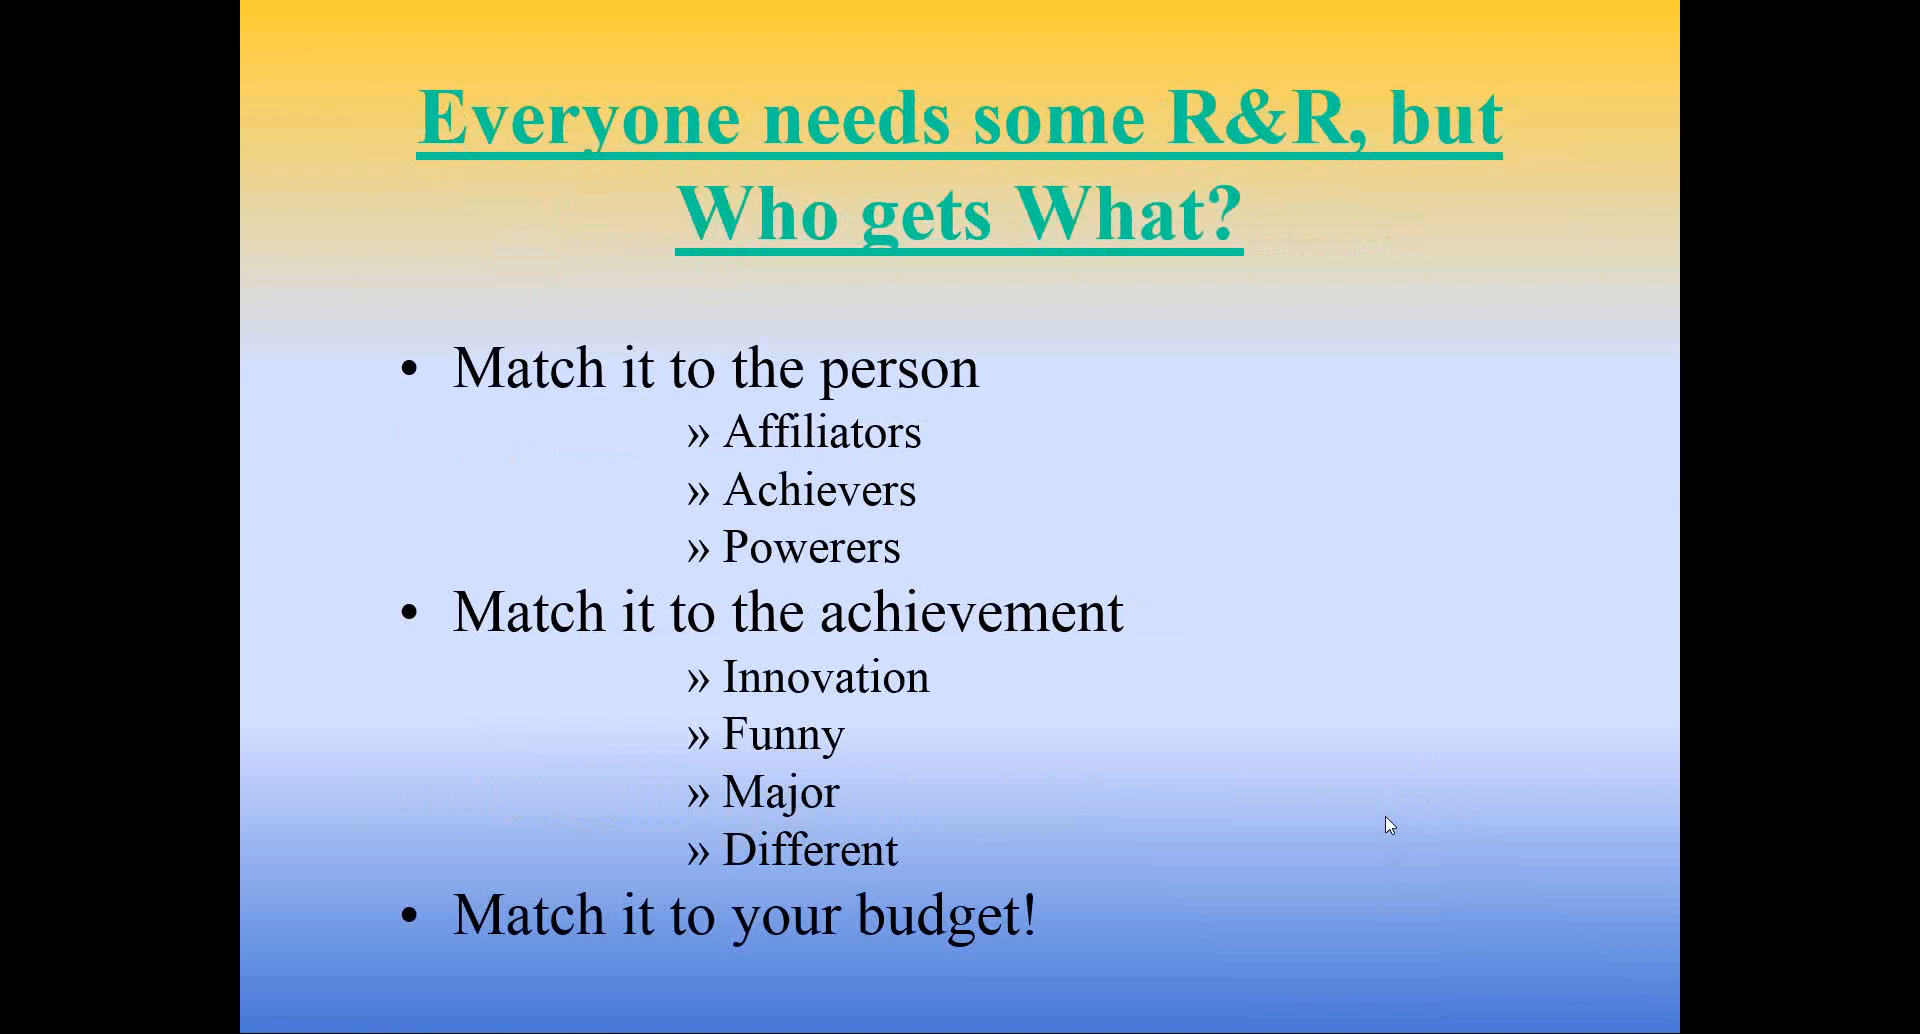 Everyone needs some R&R, but
Who gets What?
• Match it to the person
» Affiliators
» Achievers
» Powerers
• Match it to the achievement
» Innovation
» Funny
» Major
» Different
• Match it to your budget!